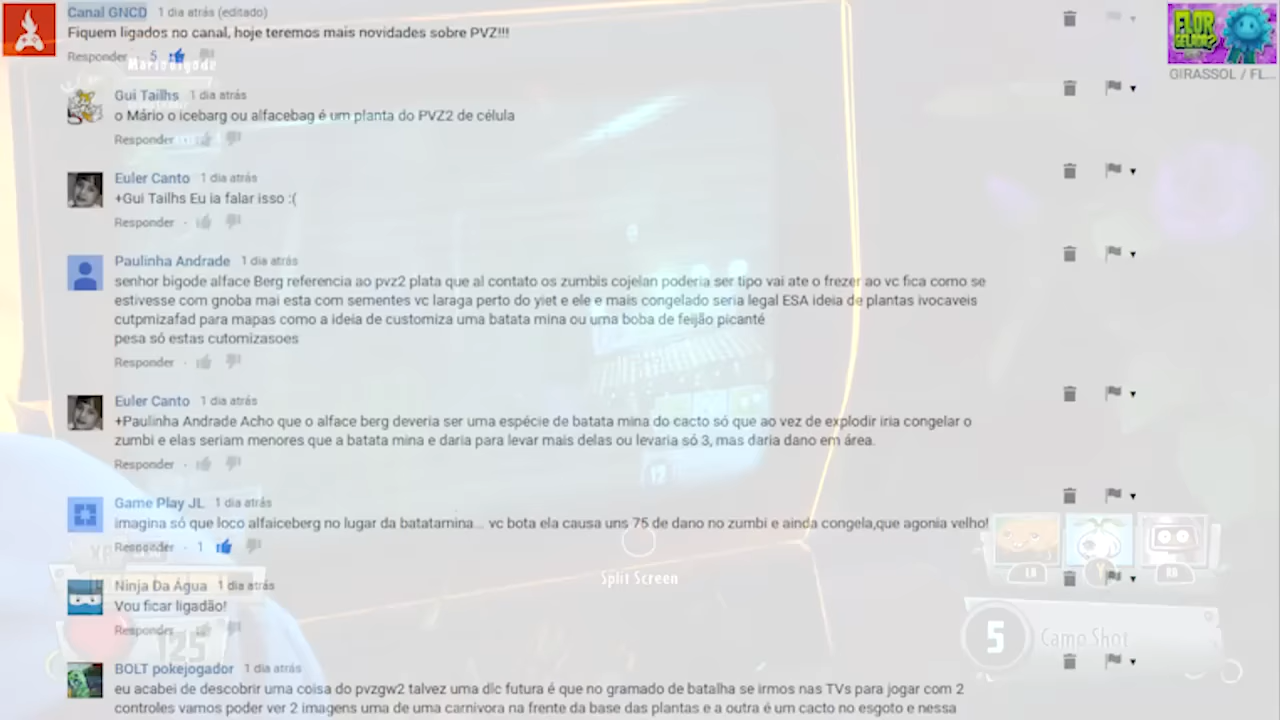 Canal GNCD 1 dia atrás (editado)
Fiquem ligados no canal, hoje teremos mais novidades sobre PVZ!!!
Responder · 5
Mariobigode
FLOR
GELADA?
GIRASSOL / FL...
Gui Tailhs 1 dia atrás
o Mário o icebarg ou alfacebag é um planta do PVZ2 de célula
Responder
Euler Canto 1 dia atrás
+Gui Tailhs Eu ia falar isso :(
Responder ·
Paulinha Andrade 1 dia atrás
senhor bigode alface Berg referencia ao pvz2 plata que al contato os zumbis cojelan poderia ser tipo vai ate o frezer ao vc fica como se
estivesse com gnoba mai esta com sementes vc laraga perto do yiet e ele e mais congelado seria legal ESA ideia de plantas ivocaveis
cutpmizafad para mapas como a ideia de customiza uma batata mina ou uma boba de feijão picanté
pesa só estas cutomizasoes
Responder ·
Euler Canto 1 dia atrás
+Paulinha Andrade Acho que o alface berg deveria ser uma espécie de batata mina do cacto só que ao vez de explodir iria congelar o
zumbi e elas seriam menores que a batata mina e daria para levar mais delas ou levaria só 3, mas daria dano em área.
Responder ·
Game Play JL 1 dia atrás
imagina só que loco alfaiceberg no lugar da batatamina... vc bota ela causa uns 75 de dano no zumbi e ainda congela,que agonia velho!
Responder · 1
XP
Split Screen
LB
Y
RB
Ninja Da Água 1 dia atrás
Vou ficar ligadão!
Responder
125
5
Camp Shot
12
BOLT pokejogador 1 dia atrás
eu acabei de descobrir uma coisa do pvzgw2 talvez uma dlc futura é que no gramado de batalha se irmos nas TVs para jogar com 2
controles vamos poder ver 2 imagens uma de uma carnívora na frente da base das plantas e a outra é um cacto no esgoto e nessa